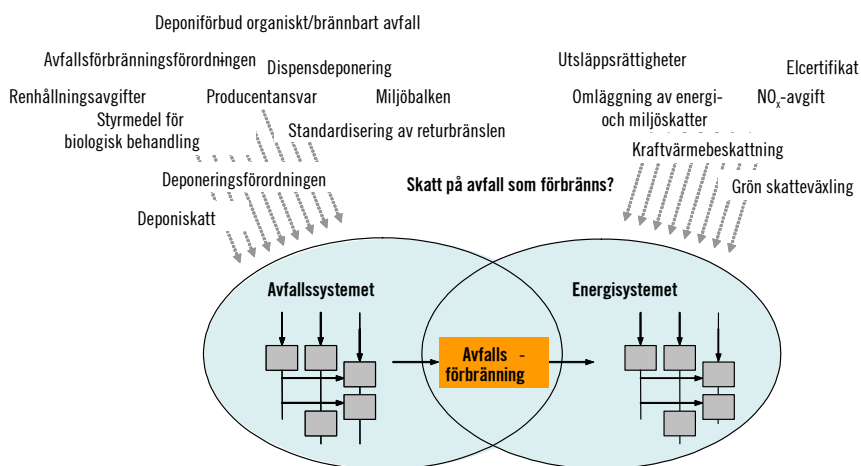 Deponiförbud organiskt/brännbart avfall
Avfallsförbränningsförordningen
Dispensdeponering
Utsläppsrättigheter
Elcertifikat
Renhållningsavgifter
Producentansvar
Miljöbalken
Omläggning av energi-
och miljöskatter
NOx-avgift
Styrmedel för
biologisk behandling
Standardisering av returbränslen
Kraftvärmebeskattning
Deponeringsförordningen
Skatt på avfall som förbränns?
Grön skatteväxling
Deponiskatt
Avfallssystemet
Energisystemet
Avfalls -
förbränning